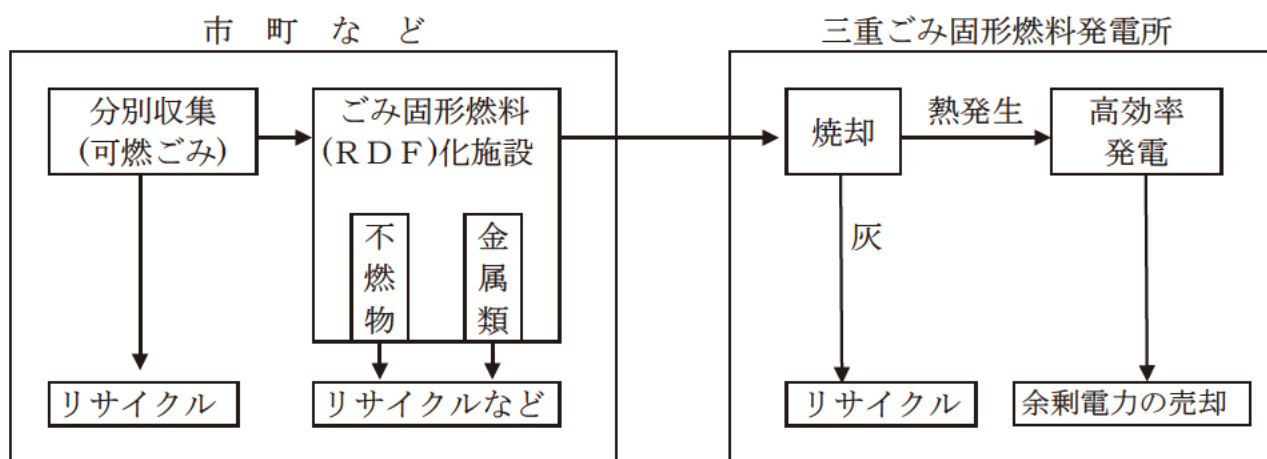 市町など
三重ごみ固形燃料発電所
分別収集
(可燃ごみ)
ごみ固形燃料
(RDF)化施設
不燃物
金属類
リサイクル
リサイクルなど
焼却
熱発生
高効率
発電
灰
リサイクル
余剰電力の売却